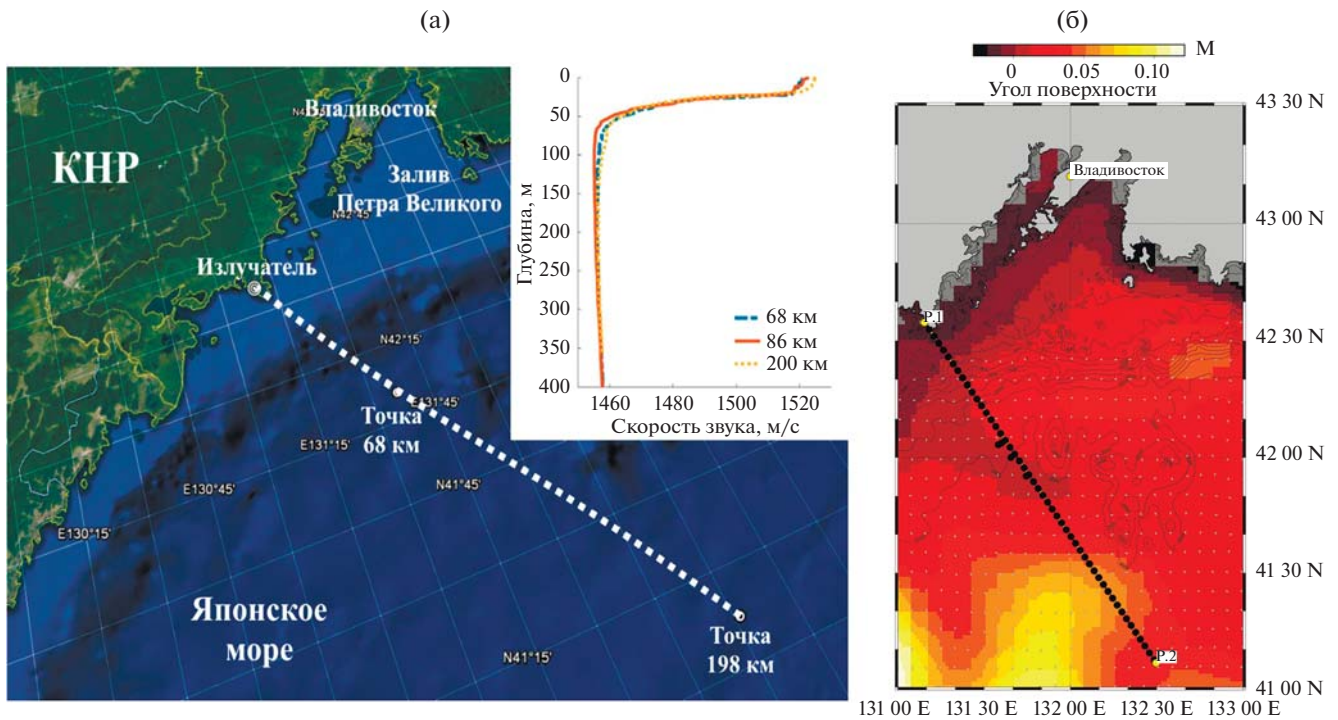 (а)
(б)
М
0
0.05
0.10
Угол поверхности
Владивосток
КНР
Залив
Петра Великого
N42°45'
Излучатель
N42°15'
Точка
68 км
E131°45'
E131°15'
N41°45'
E130°45'
E130°15'
Японское
море
Точка
198 км
N41°15'
0
50
100
150
200
250
300
350
400
Глубина, м
68 км
86 км
200 км
1460
1480
1500
1520
Скорость звука, м/с
Владивосток
P.1
P.2
43 30 N
43 00 N
42 30 N
42 00 N
41 30 N
41 00 N
131 00 E
131 30 E
132 00 E
132 30 E
133 00 E